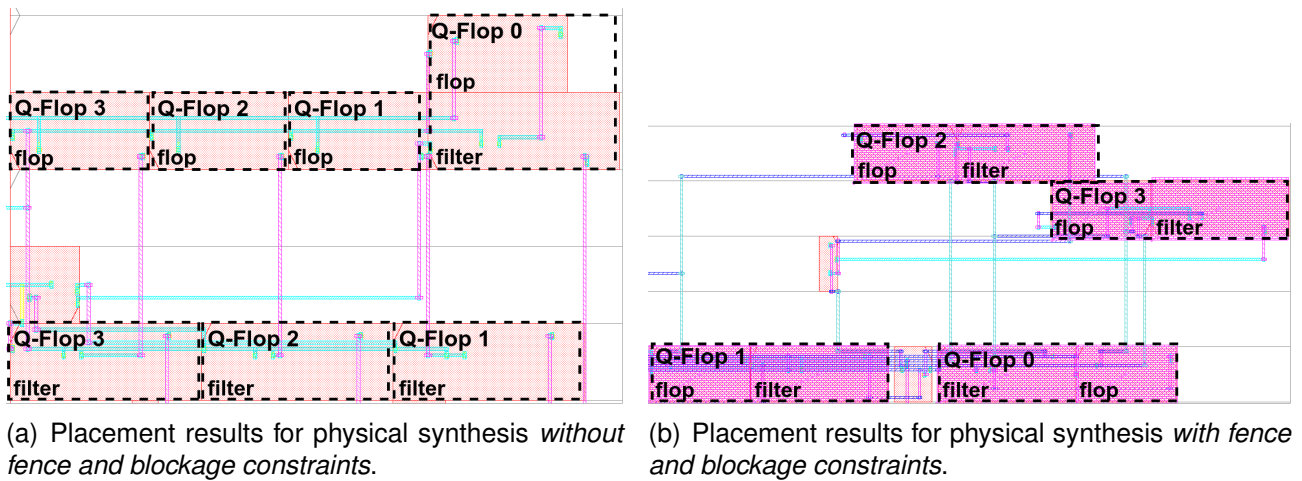 Q-Flop 0
flop
Q-Flop 3
Q-Flop 2
Q-Flop 1
flop
flop
flop
filter
Q-Flop 3
Q-Flop 2
Q-Flop 1
filter
filter
filter
(a) Placement results for physical synthesis without
fence and blockage constraints.
Q-Flop 2
flop
filter
Q-Flop 3
flop
filter
Q-Flop 1
Q-Flop 0
flop
filter
filter
flop
(b) Placement results for physical synthesis with fence
and blockage constraints.